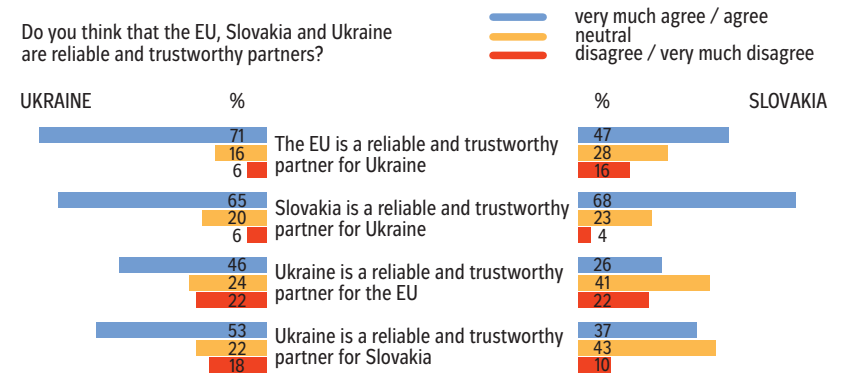 Do you think that the EU, Slovakia and Ukraine
are reliable and trustworthy partners?
very much agree / agree
neutral
disagree / very much disagree
UKRAINE % % SLOVAKIA
71 47
The EU is a reliable and trustworthy
16 28
partner for Ukraine
6 16
65 68
Slovakia is a reliable and trustworthy
20 23
partner for Ukraine
6 4
46 26
Ukraine is a reliable and trustworthy
24 41
partner for the EU
22 22
53 37
Ukraine is a reliable and trustworthy
22 43
partner for Slovakia
18 10